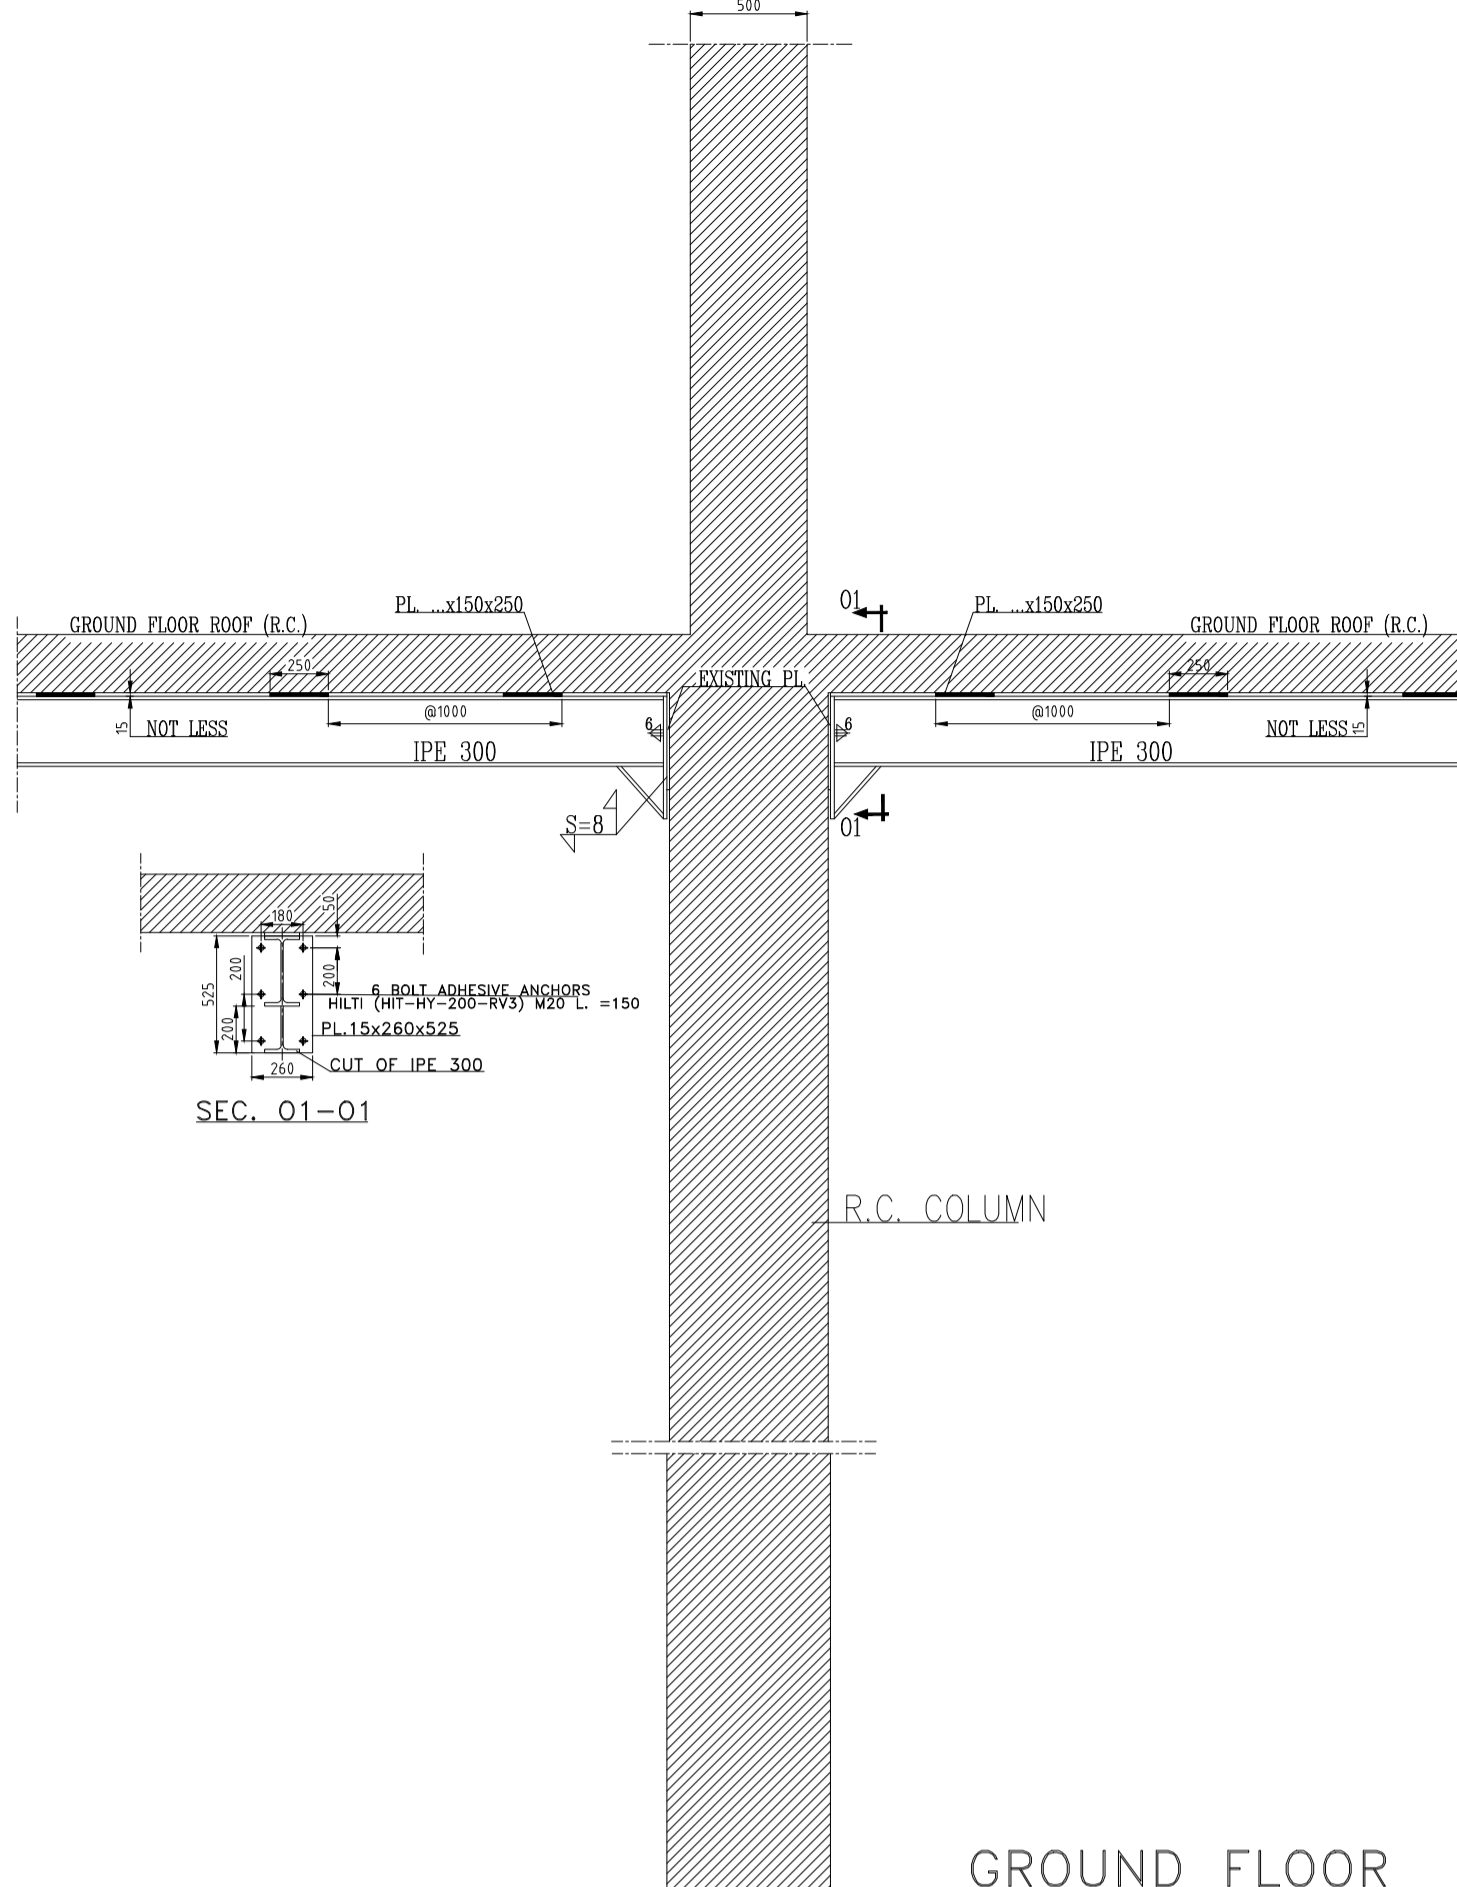 500
01
PL. ...x150x250
PL. ...x150x250
GROUND FLOOR ROOF (R.C.)
GROUND FLOOR ROOF (R.C.)
250
EXISTING PL
250
@1000
@1000
15
NOT LESS
6
6
NOT LESS
15
IPE 300
IPE 300
S=8
01
50
180
200
200
525
6 BOLT ADHESIVE ANCHORS
HILTI (HIT-HY-200-RV3) M20 L. =150
200
PL.15x260x525
260
CUT OF IPE 300
SEC. 01-01
R.C. COLUMN
GROUND FLOOR